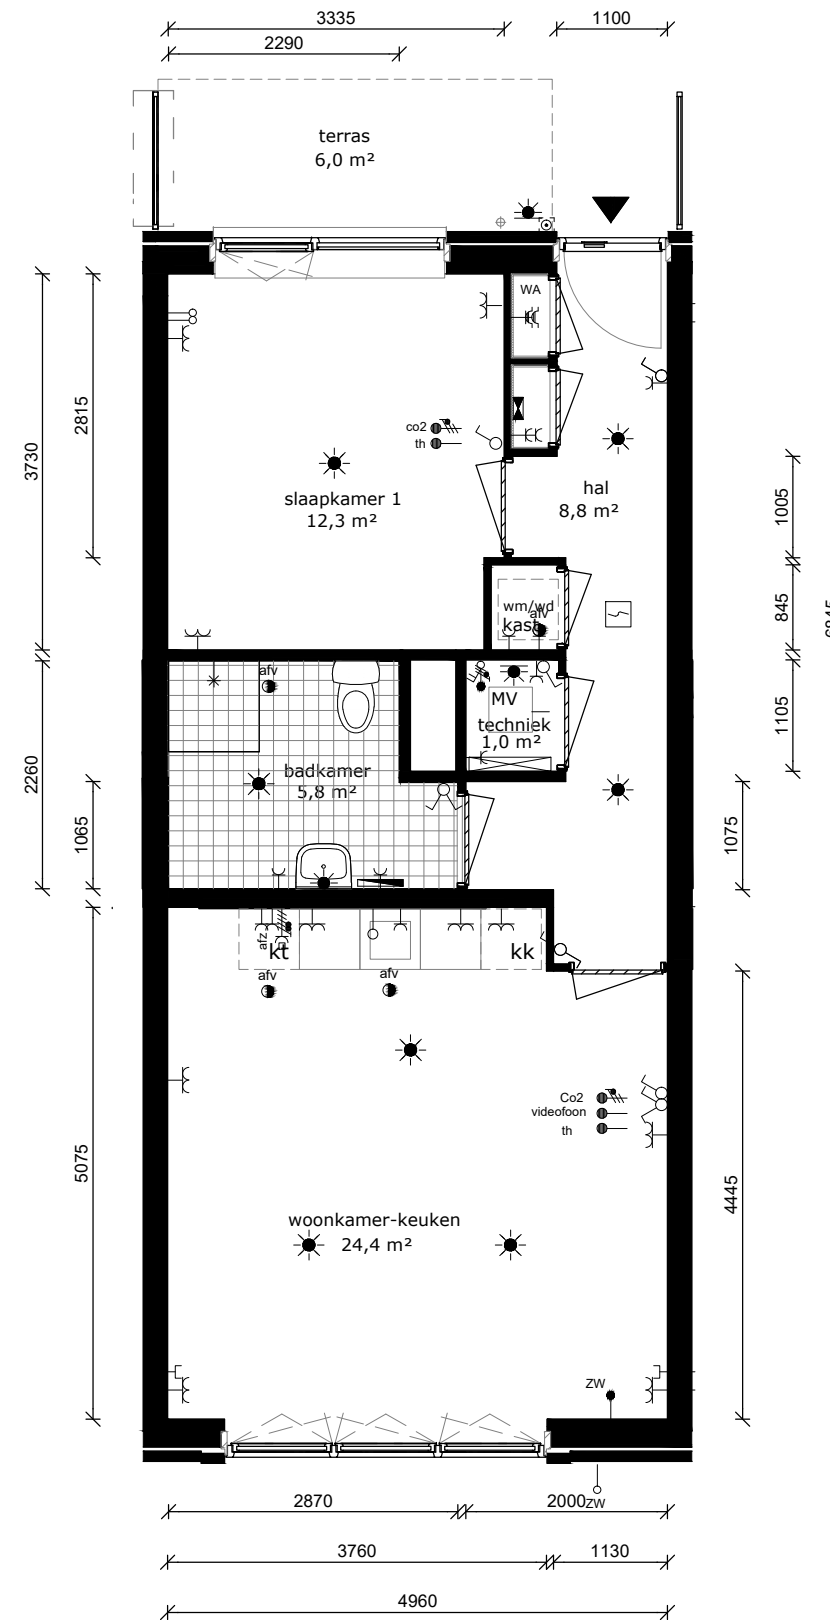 3335
1100
2290
terras
6,0 m²
WA
2815
3730
co2
th
slaapkamer 1
12,3 m²
hal
8,8 m²
1005
845
6845
wm/wd
afv
kast
afv
MV
techniek
1,0 m²
1105
badkamer
5,8 m²
2260
1065
1075
afz
kt
kk
afv
afv
Co2
videofoon
th
5075
4445
woonkamer-keuken
24,4 m²
ZW
2870
2000
ZW
3760
1130
4960